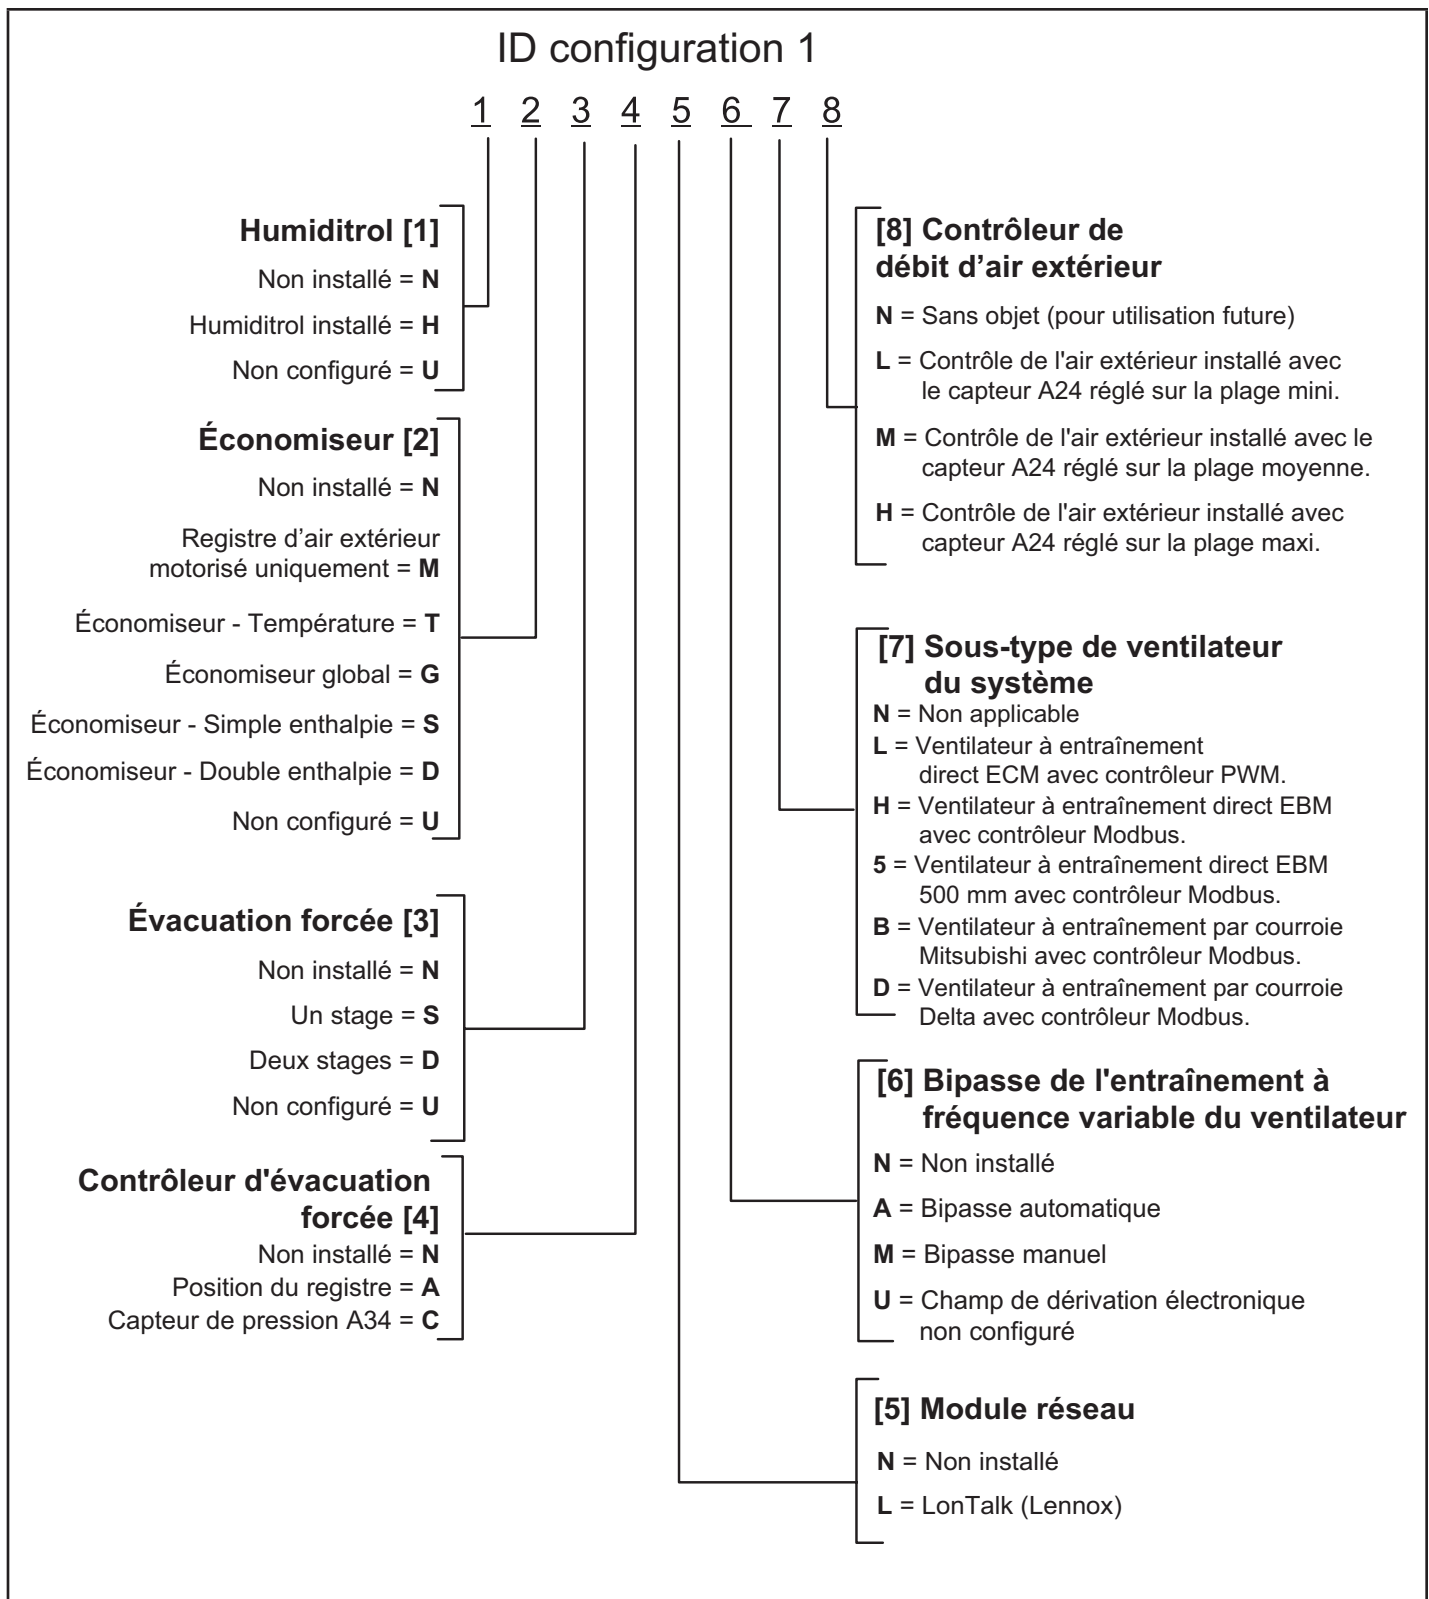 ID configuration 1
1 2 3 4 5 6 7 8
Humiditrol [1]
Non installé = N
Humiditrol installé = H
Non configuré = U
Économiseur [2]
Non installé = N
Registre d’air extérieur
motorisé uniquement = M
Économiseur - Température = T
Économiseur global = G
Économiseur - Simple enthalpie = S
Économiseur - Double enthalpie = D
Non configuré = U
Évacuation forcée [3]
Non installé = N
Un stage = S
Deux stages = D
Non configuré = U
Contrôleur d'évacuation
forcée [4]
Non installé = N
Position du registre = A
Capteur de pression A34 = C
[8] Contrôleur de
débit d’air extérieur
N = Sans objet (pour utilisation future)
L = Contrôle de l'air extérieur installé avec
le capteur A24 réglé sur la plage mini.
M = Contrôle de l'air extérieur installé avec le
capteur A24 réglé sur la plage moyenne.
H = Contrôle de l'air extérieur installé avec
capteur A24 réglé sur la plage maxi.
[7] Sous-type de ventilateur
du système
N = Non applicable
L = Ventilateur à entraînement
direct ECM avec contrôleur PWM.
H = Ventilateur à entraînement direct EBM
avec contrôleur Modbus.
5 = Ventilateur à entraînement direct EBM
500 mm avec contrôleur Modbus.
B = Ventilateur à entraînement par courroie
Mitsubishi avec contrôleur Modbus.
D = Ventilateur à entraînement par courroie
Delta avec contrôleur Modbus.
[6] Bipasse de l'entraînement à
fréquence variable du ventilateur
N = Non installé
A = Bipasse automatique
M = Bipasse manuel
U = Champ de dérivation électronique
non configuré
[5] Module réseau
N = Non installé
L = LonTalk (Lennox)